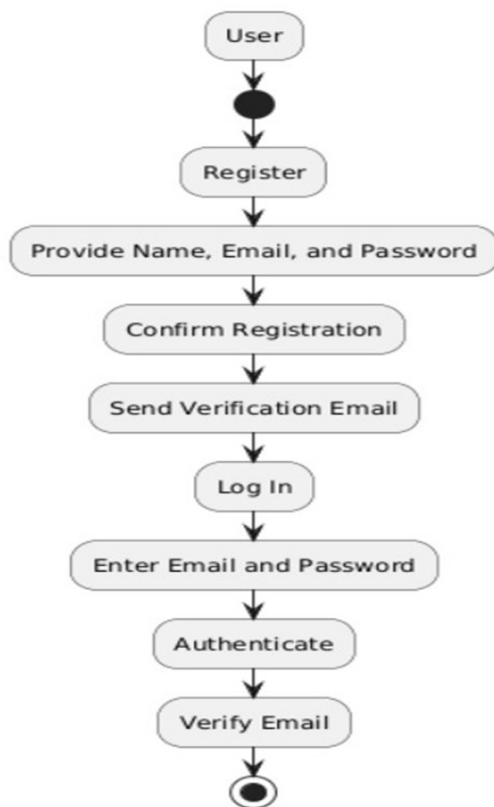 User
Register
Provide Name, Email, and Password
Confirm Registration
Send Verification Email
Log In
Enter Email and Password
Authenticate
Verify Email